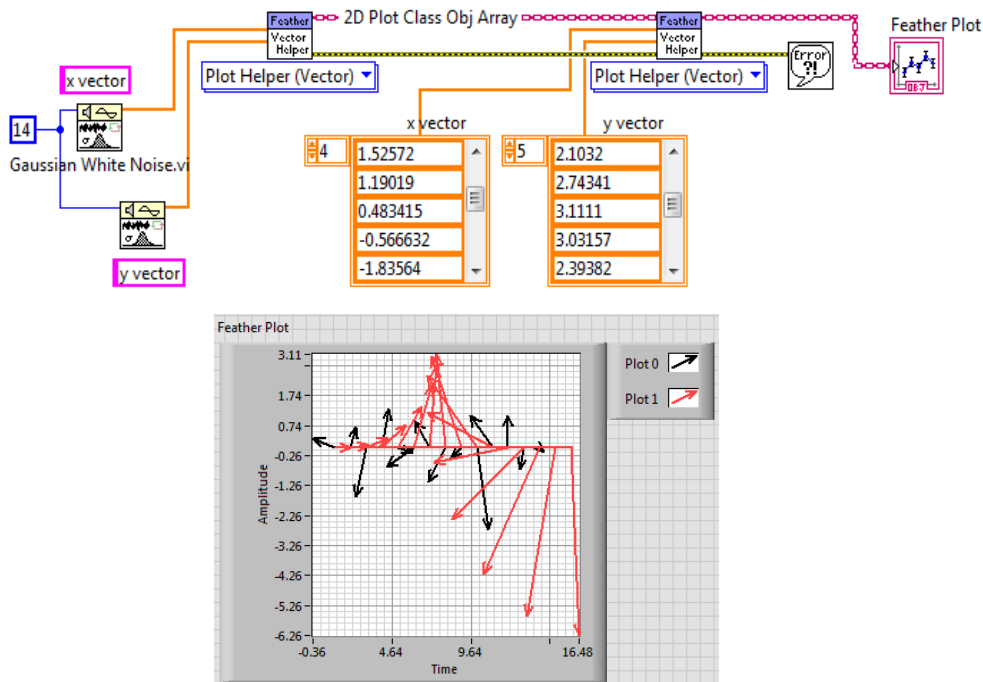 Feather
Vector
Helper
2D Plot Class Obj Array
Feather
Vector
Helper
Feather Plot
OBJ
Error
?!
Plot Helper (Vector)
Plot Helper (Vector)
x vector
14
σ
Gaussian White Noise.vi
σ
y vector
x vector
4
1.52572
1.19019
0.483415
-0.566632
-1.83564
y vector
5
2.1032
2.74341
3.1111
3.03157
2.39382
Feather Plot
Amplitude
3.11
1.74
0.74
-0.26
-1.26
-2.26
-3.26
-4.26
-5.26
-6.26
-0.36
4.64
9.64
16.48
Time
Plot 0
Plot 1